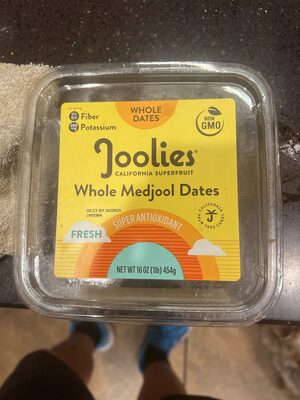 WHOLE
DATES
Fiber
Potassium
NON
GMO
Joolies®
CALIFORNIA SUPERFRUIT
Whole Medjool Dates
SUPER ANTIOXIDANT
FRESH
NET WT 16 OZ (1lb) 454g